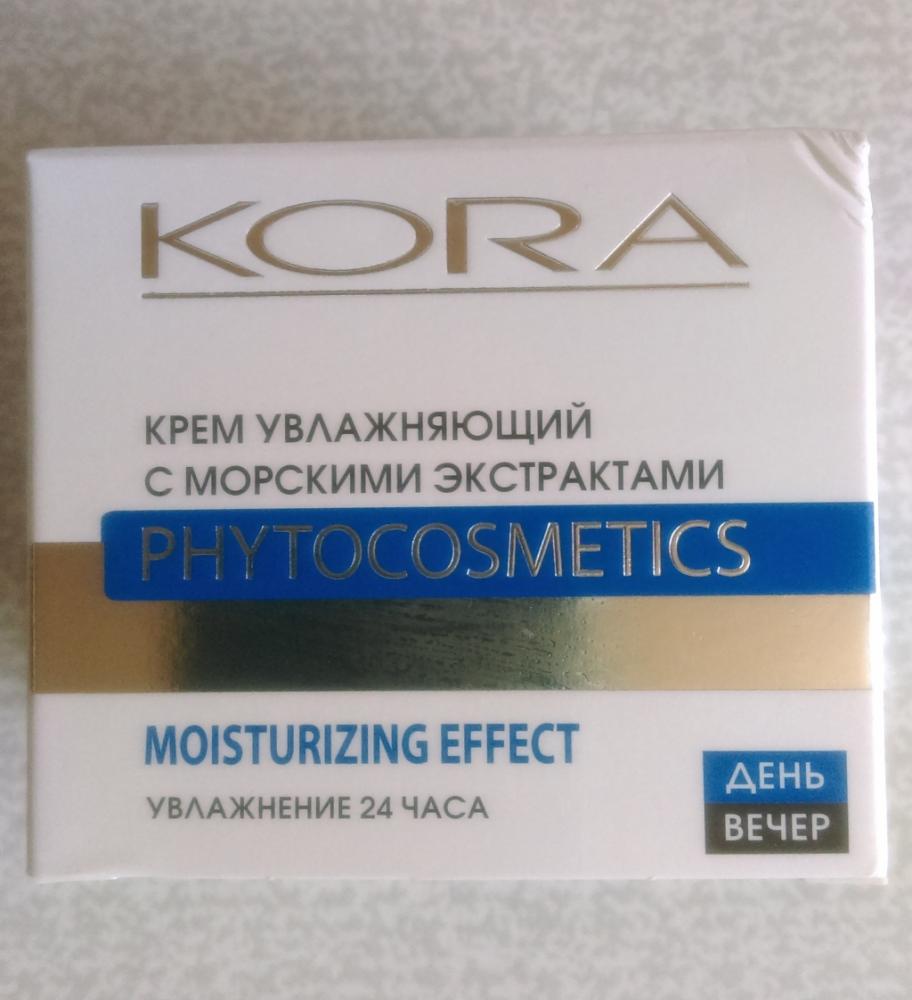 KORA
КРЕМ УВЛАЖНЯЮЩИЙ
С МОРСКИМИ ЭКСТРАКТАМИ
PHYTOCOSMETICS
MOISTURIZING EFFECT
УВЛАЖНЕНИЕ 24 ЧАСА
ДЕНЬ
ВЕЧЕР